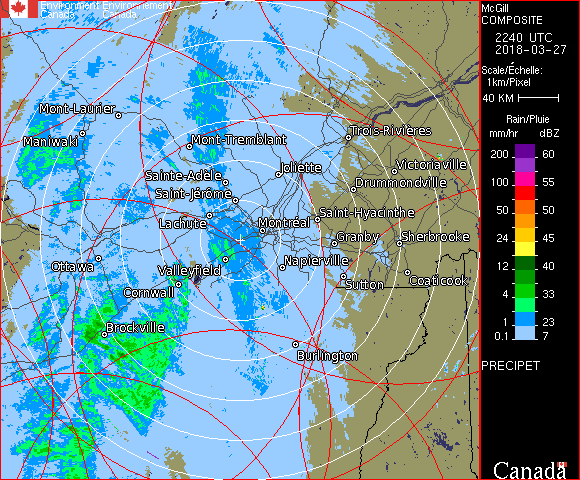 Environment Environnement
Canada Canada
McGill
COMPOSITE
2240 UTC
2018-03-27
Scale/Échelle:
1km/Pixel
40 KM
Rain/Pluie
mm/hr dBZ
200 60
100 55
50 50
24 45
12 40
4 33
1 23
0.1 7
PRECIPET
Canada
Mont-Laurier
Maniwaki
Mont-Tremblant
Trois-Rivières
Joliette
Victoriaville
Sainte-Adèle
Drummondville
Saint-Jérôme
Saint-Hyacinthe
Lachute
Montréal
Granby
Sherbrooke
Ottawa
Valleyfield
Napierville
Coaticook
Sutton
Cornwall
Brockville
Burlington